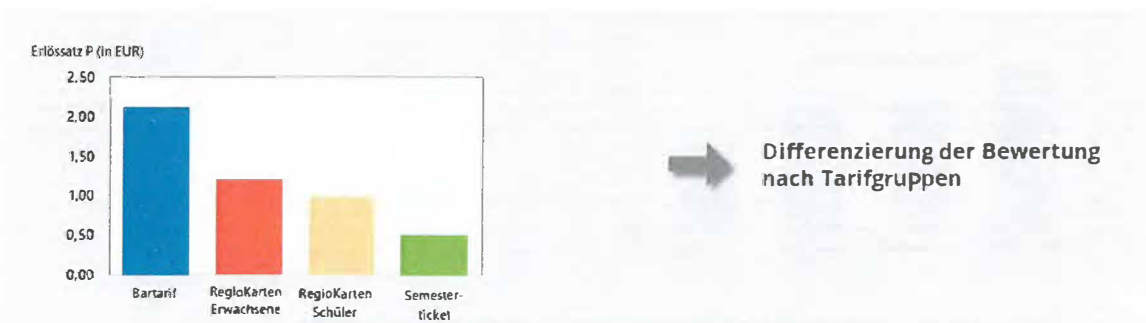 Erlössatz P (in EUR)
2.50
2,00
1,50
1,00
0,50
0,00
Bartarif
RegioKarten
Erwachsene
RegioKarten
Schüler
Semester-
ticket
Differenzierung der Bewertung
nach Tarifgruppen